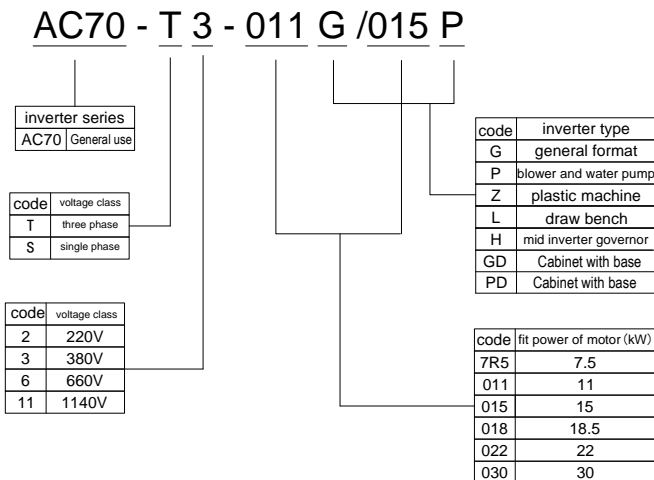 AC70 - T 3 - 011 G /015 P
inverter series
AC70 General use
code voltage class
T three phase
S single phase
code voltage class
2 220V
3 380V
6 660V
11 1140V
code inverter type
G general format
P blower and water pump
Z plastic machine
L draw bench
H mid inverter governor
GD Cabinet with base
PD Cabinet with base
code fit power of motor (kW)
7R5 7.5
011 11
015 15
018 18.5
022 22
030 30